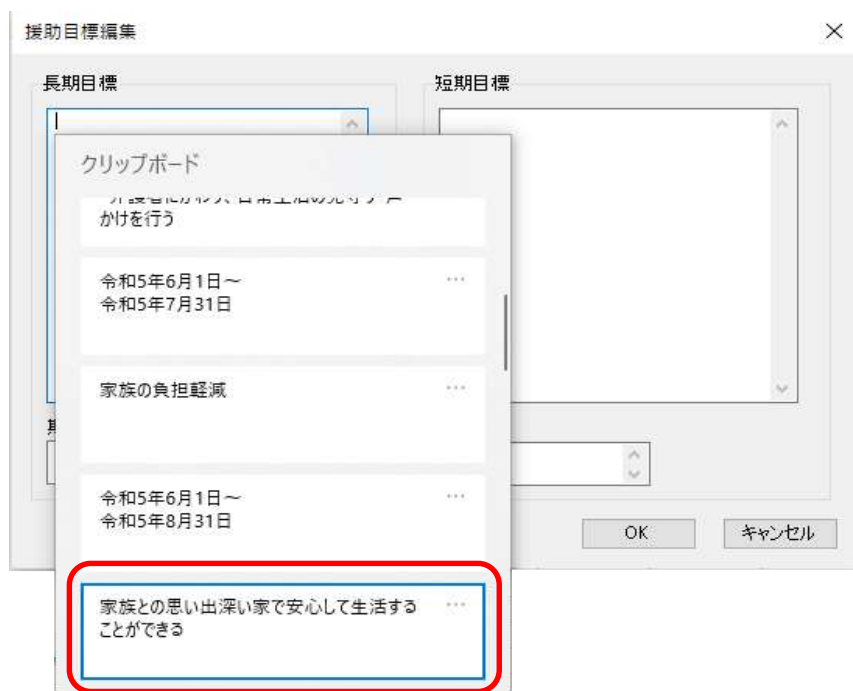 援助目標編集
長期目標
短期目標
クリップボード
かけを行う
令和5年6月1日～
令和5年7月31日
家族の負担軽減
令和5年6月1日～
令和5年8月31日
OK
キャンセル
家族との思い出深い家で安心して生活する
ことができる